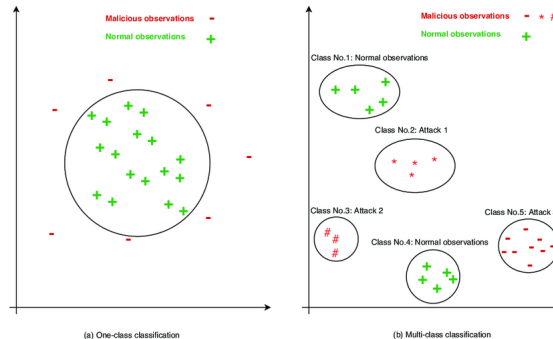 Malicious observations -
Normal observations +
Malicious observations - * #
Normal observations +
Class No.1: Normal observations
Class No.2: Attack 1
Class No.3: Attack 2
Class No.4: Normal observations
Class No.5: Attack
(a) One-class classification
(b) Multi-class classification